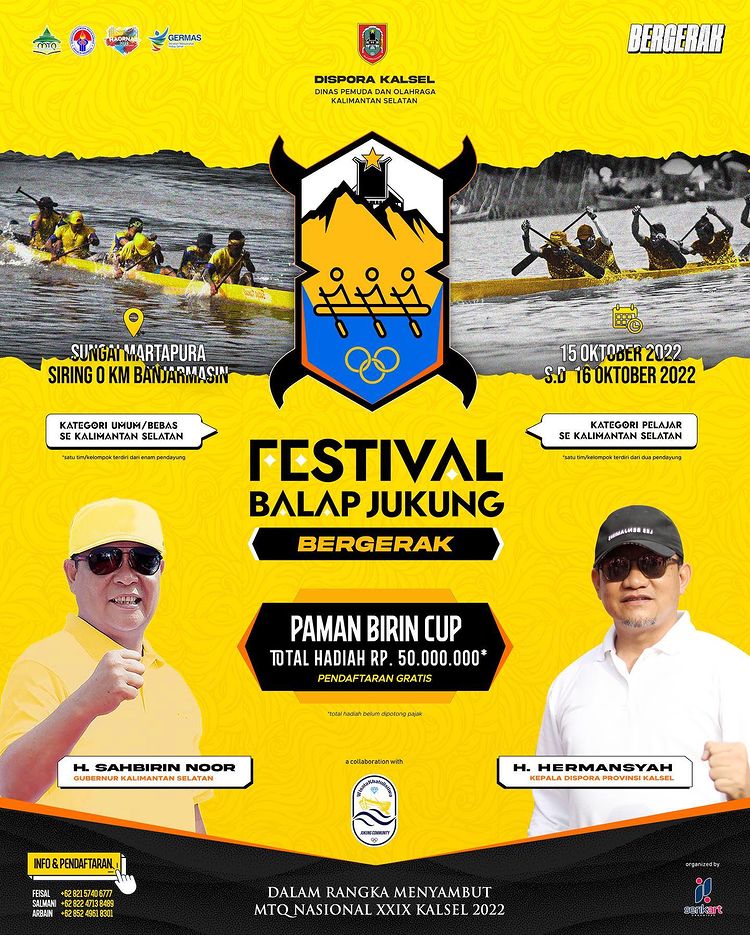 MTQ
HAORNAS
GERMAS
BERGERAK
DISPORA KALSEL
DINAS PEMUDA DAN OLAHRAGA
KALIMANTAN SELATAN
SUNGAI MARTAPURA
SIRING 0 KM BANJARMASIN
15 OKTOBER 2022
S.D 16 OKTOBER 2022
KATEGORI UMUM/BEBAS
SE KALIMANTAN SELATAN
*satu tim/kelompok terdiri dari enam pendayung
KATEGORI PELAJAR
SE KALIMANTAN SELATAN
*satu tim/kelompok terdiri dari dua pendayung
FESTIVAL
BALAP JUKUNG
BERGERAK
PAMAN BIRIN CUP
TOTAL HADIAH RP. 50.000.000*
PENDAFTARAN GRATIS
*total hadiah belum dipotong pajak
H. SAHBIRIN NOOR
GUBERNUR KALIMANTAN SELATAN
H. HERMANSYAH
KEPALA DISPORA PROVINSI KALSEL
a collaboration with
JUKUNG COMMUNITY
INFO & PENDAFTARAN
FEISAL +62 821 5740 6777
SALMANI +62 822 4713 8489
ARBAIN +62 852 4961 8301
DALAM RANGKA MENYAMBUT
MTQ NASIONAL XXIX KALSEL 2022
organized by
senkart